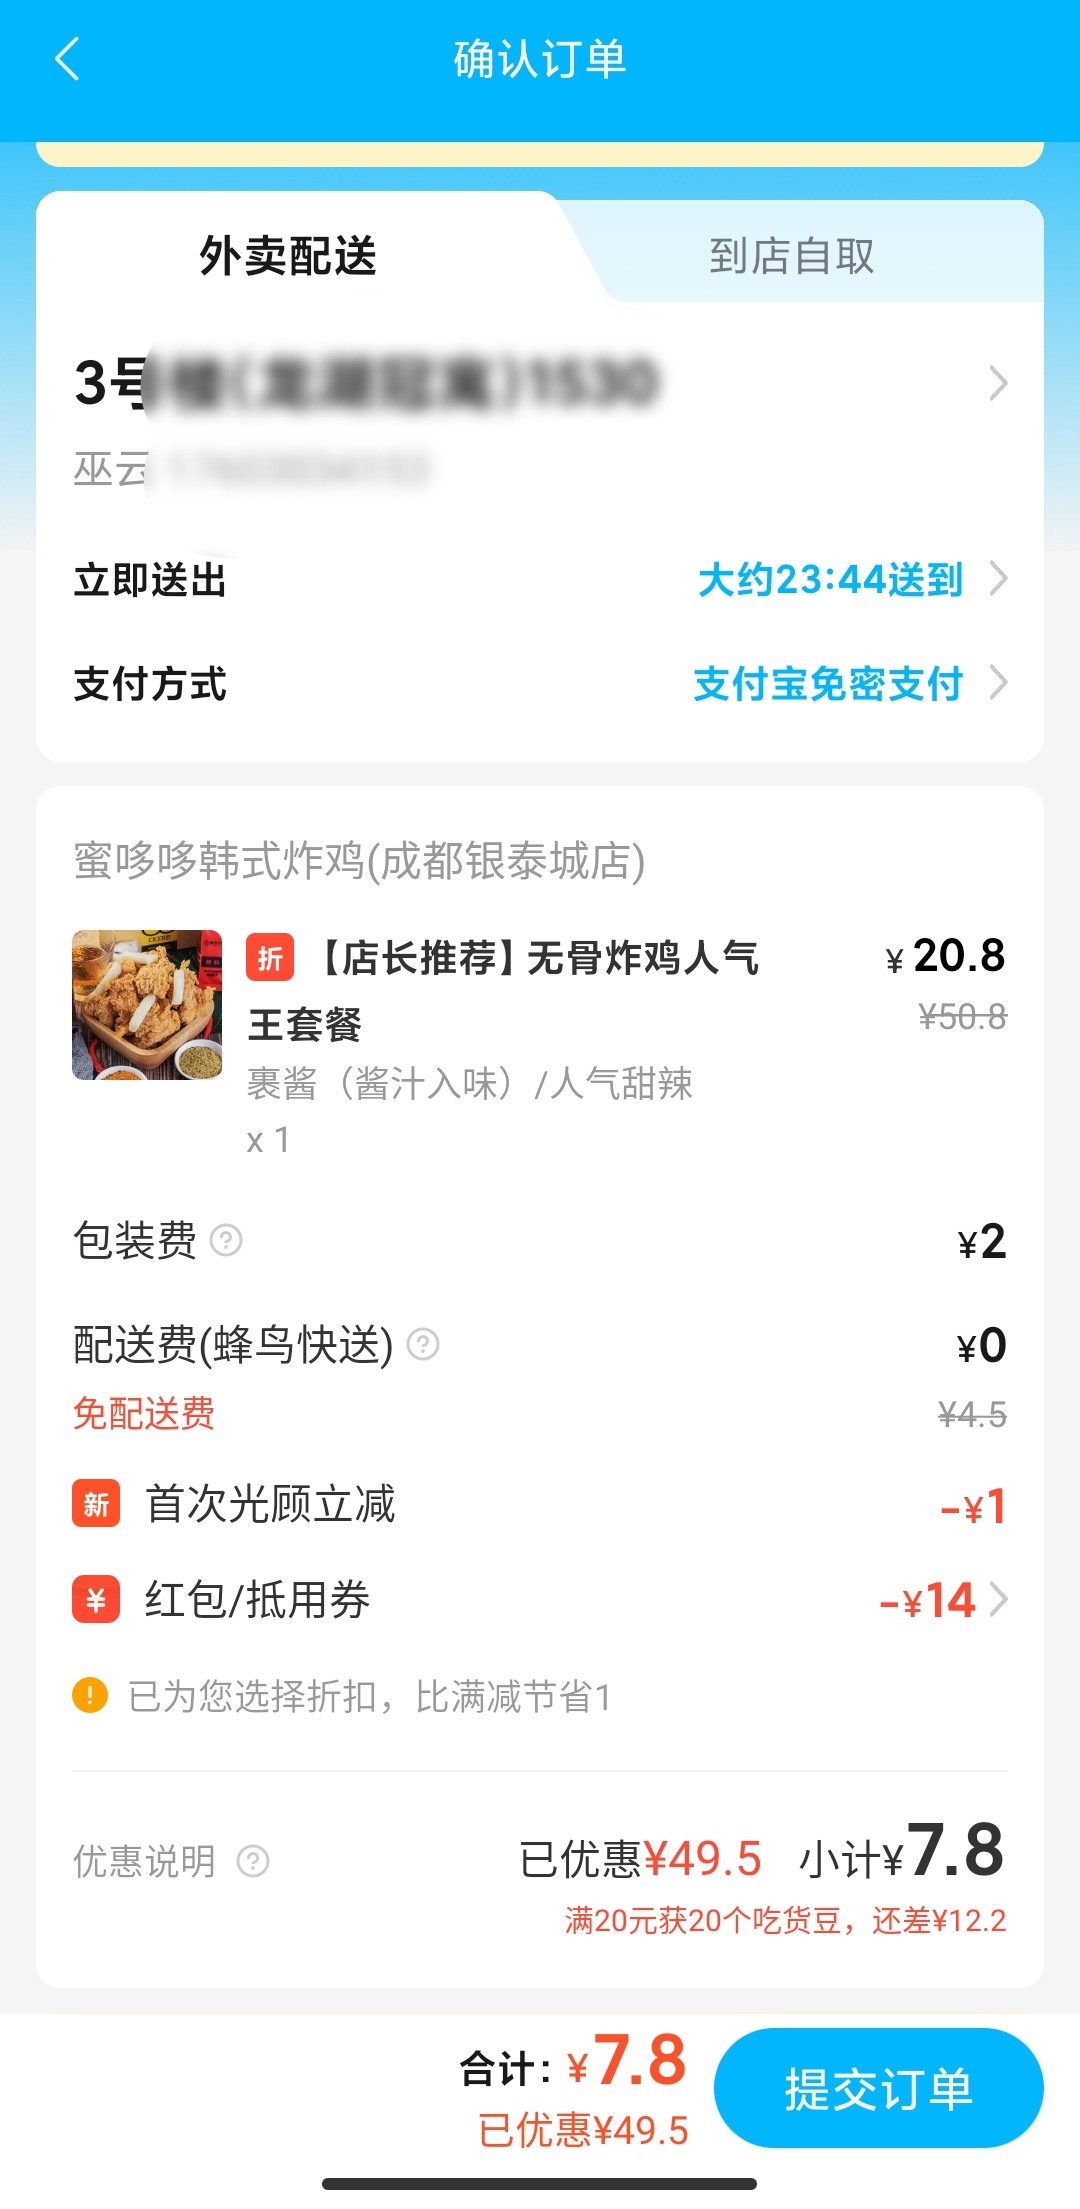 确认订单
外卖配送
到店自取
3号
巫云
立即送出
大约23:44送到
支付方式
支付宝免密支付
蜜哆哆韩式炸鸡(成都银泰城店)
折 【店长推荐】无骨炸鸡人气
¥20.8
王套餐
¥50.8
裹酱（酱汁入味）/人气甜辣
x 1
包装费 ?
¥2
配送费(蜂鸟快送) ?
¥0
免配送费
¥4.5
新 首次光顾立减
-¥1
¥ 红包/抵用券
-¥14
! 已为您选择折扣，比满减节省1
优惠说明 ?
已优惠¥49.5 小计¥7.8
满20元获20个吃货豆，还差¥12.2
合计：¥7.8
已优惠¥49.5
提交订单